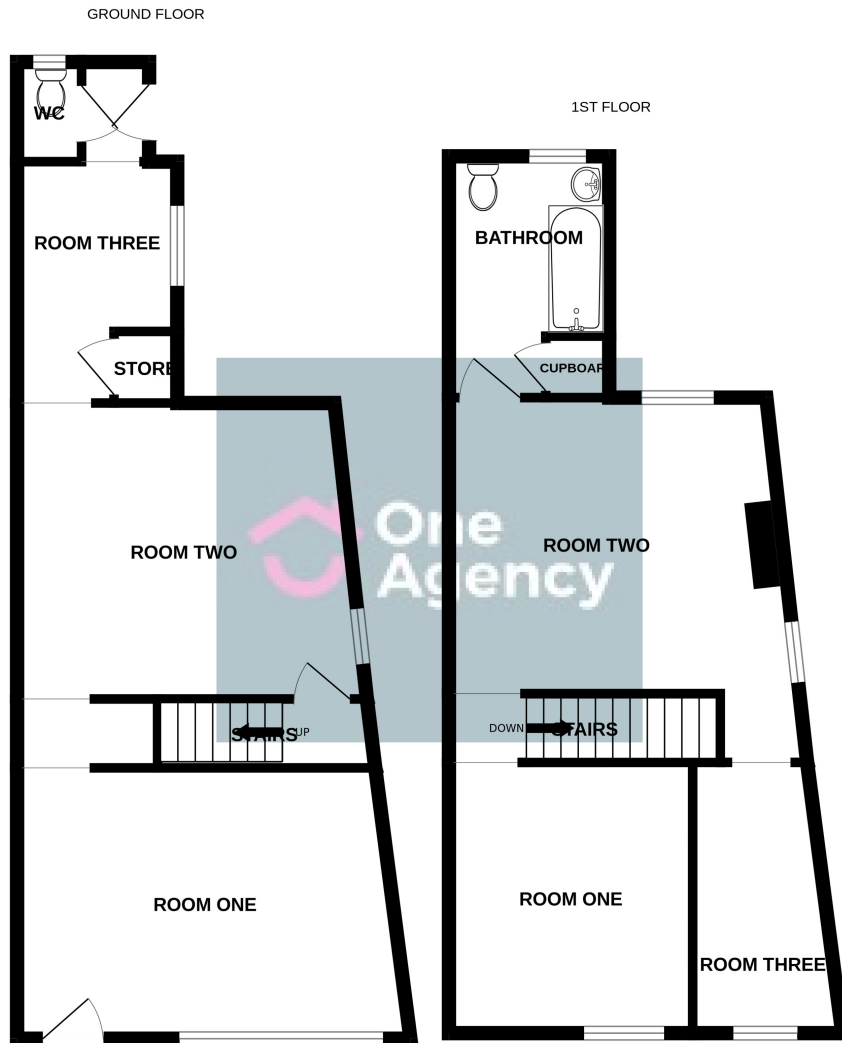 GROUND FLOOR
WC
ROOM THREE
STORE
ROOM TWO
STAIRS
UP
ROOM ONE
1ST FLOOR
BATHROOM
CUPBOAR
ROOM TWO
DOWN
STAIRS
ROOM ONE
ROOM THREE
One
Agency